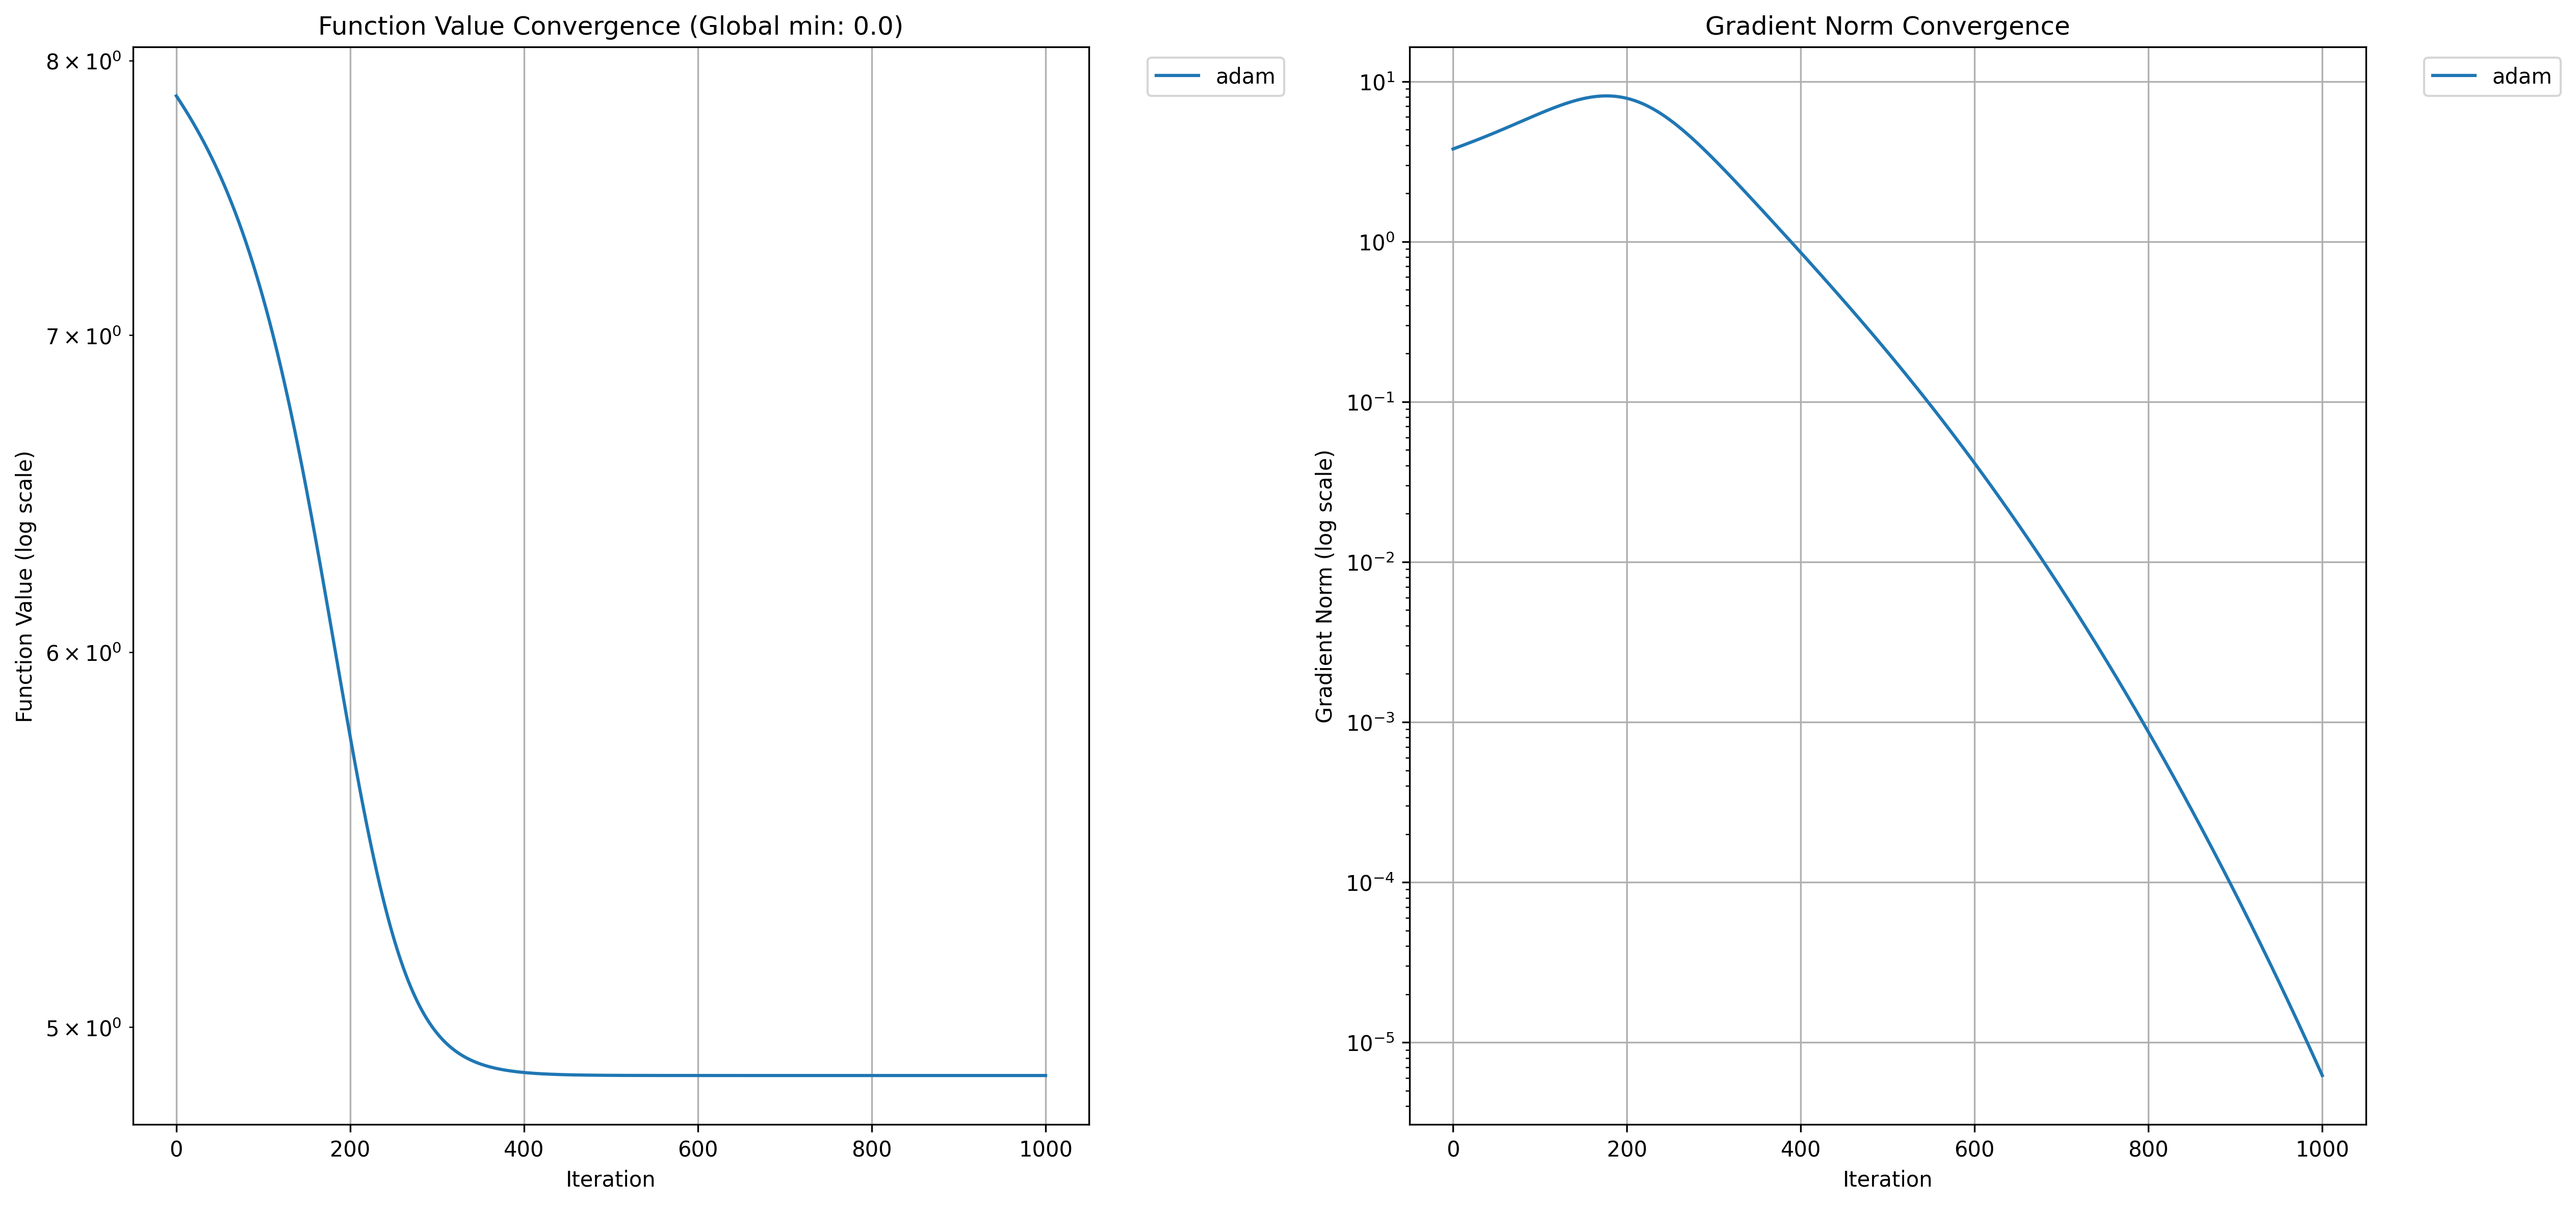 Function Value Convergence (Global min: 0.0)
8 × 10⁰
7 × 10⁰
6 × 10⁰
5 × 10⁰
Function Value (log scale)
0 200 400 600 800 1000
Iteration
adam
Gradient Norm Convergence
10¹
10⁰
10⁻¹
10⁻²
10⁻³
10⁻⁴
10⁻⁵
Gradient Norm (log scale)
0 200 400 600 800 1000
Iteration
adam